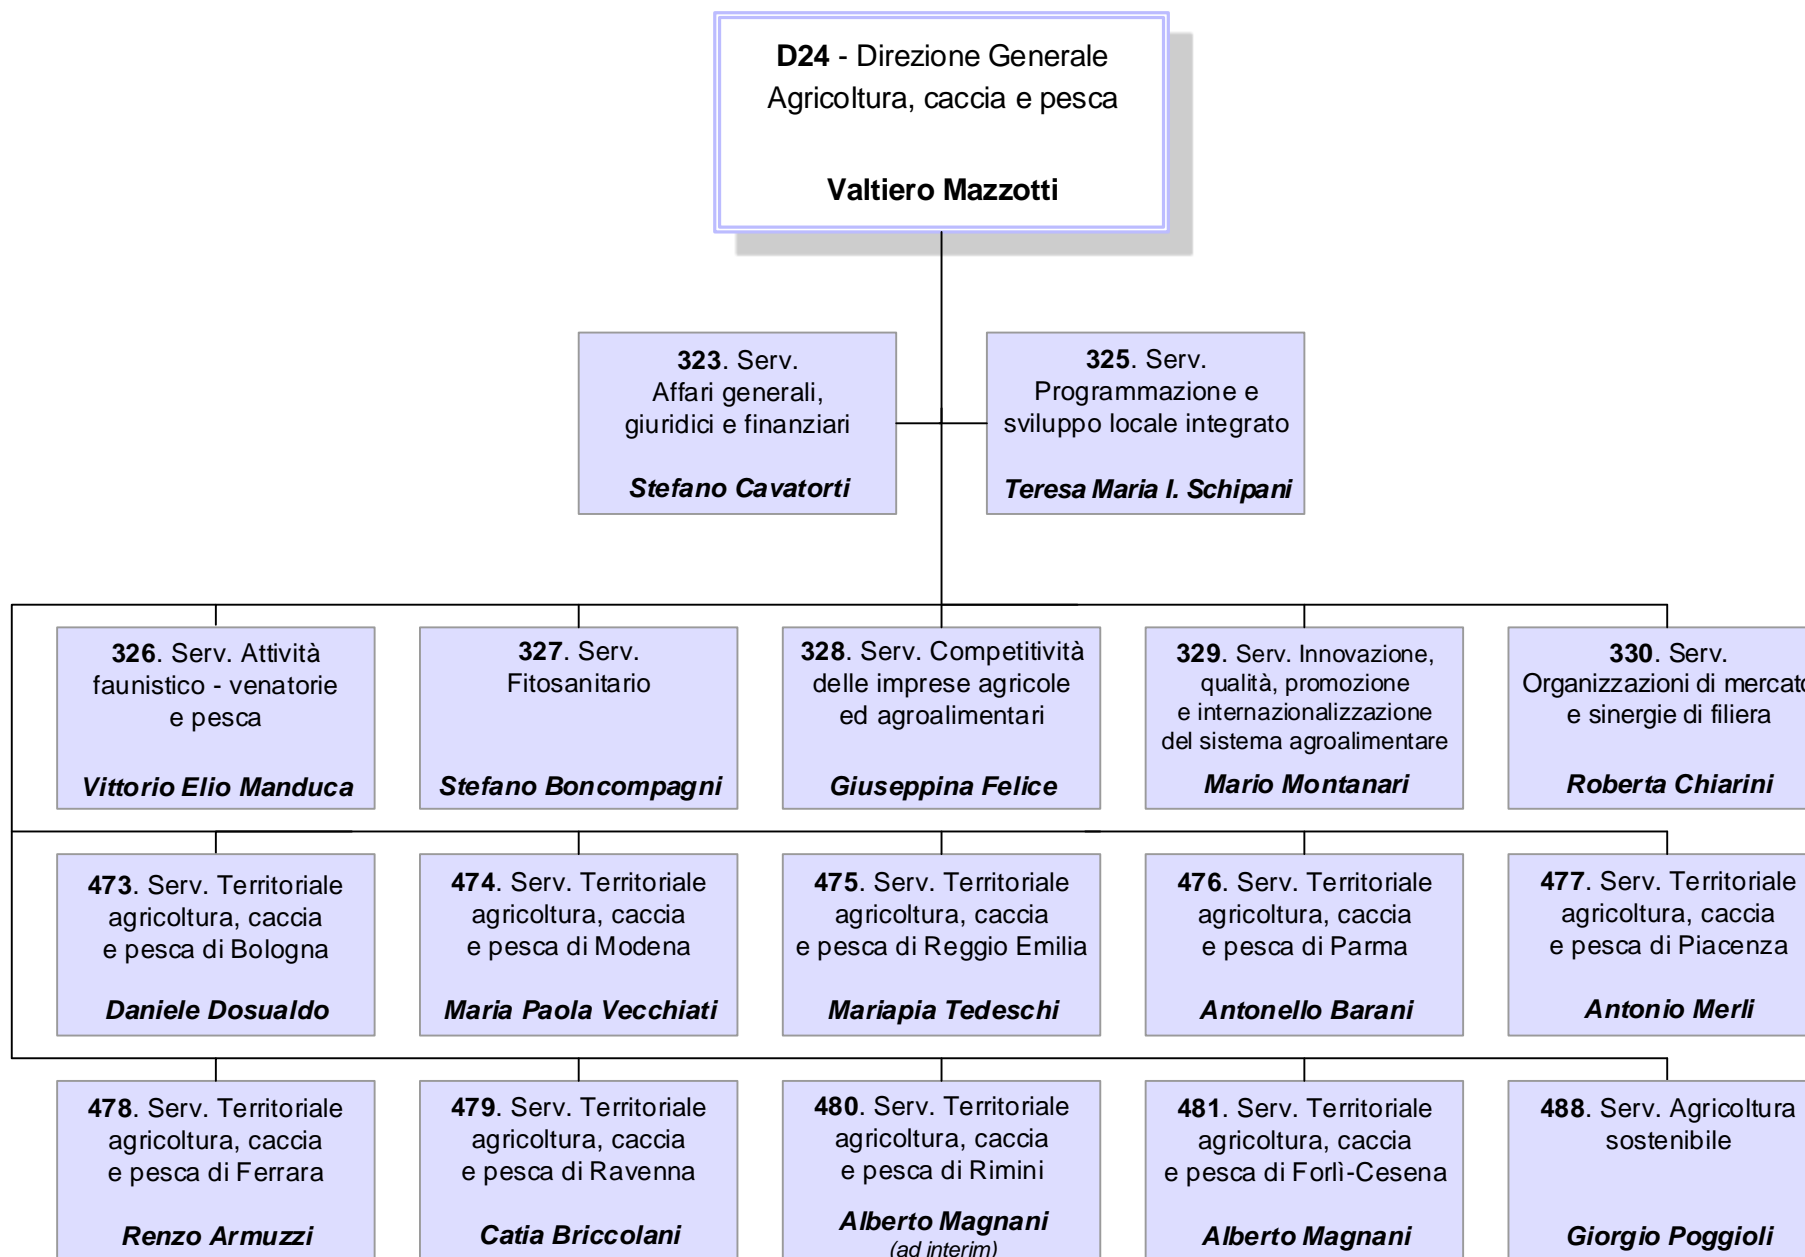 D24 - Direzione Generale
Agricoltura, caccia e pesca
Valtiero Mazzotti
323. Serv.
Affari generali,
giuridici e finanziari
Stefano Cavatorti
325. Serv.
Programmazione e
sviluppo locale integrato
Teresa Maria I. Schipani
326. Serv. Attività
faunistico - venatorie
e pesca
Vittorio Elio Manduca
327. Serv.
Fitosanitario
Stefano Boncompagni
328. Serv. Competitività
delle imprese agricole
ed agroalimentari
Giuseppina Felice
329. Serv. Innovazione,
qualità, promozione
e internazionalizzazione
del sistema agroalimentare
Mario Montanari
330. Serv.
Organizzazioni di mercato
e sinergie di filiera
Roberta Chiarini
473. Serv. Territoriale
agricoltura, caccia
e pesca di Bologna
Daniele Dosualdo
474. Serv. Territoriale
agricoltura, caccia
e pesca di Modena
Maria Paola Vecchiati
475. Serv. Territoriale
agricoltura, caccia
e pesca di Reggio Emilia
Mariapia Tedeschi
476. Serv. Territoriale
agricoltura, caccia
e pesca di Parma
Antonello Barani
477. Serv. Territoriale
agricoltura, caccia
e pesca di Piacenza
Antonio Merli
478. Serv. Territoriale
agricoltura, caccia
e pesca di Ferrara
Renzo Armuzzi
479. Serv. Territoriale
agricoltura, caccia
e pesca di Ravenna
Catia Briccolani
480. Serv. Territoriale
agricoltura, caccia
e pesca di Rimini
Alberto Magnani
(ad interim)
481. Serv. Territoriale
agricoltura, caccia
e pesca di Forlì-Cesena
Alberto Magnani
488. Serv. Agricoltura
sostenibile
Giorgio Poggioli